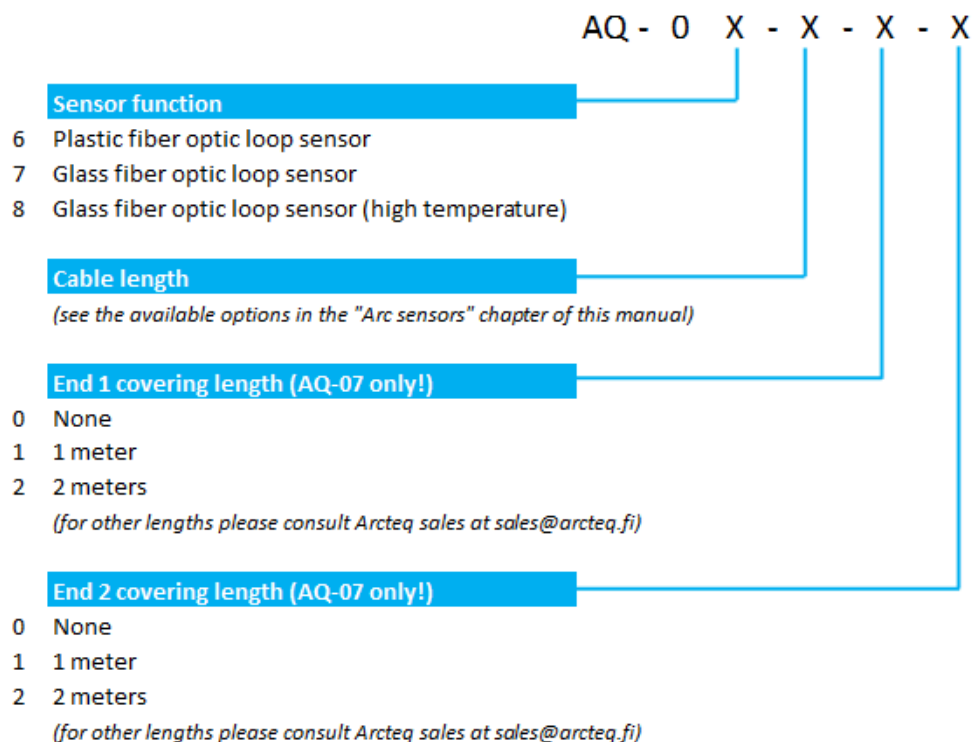 AQ - 0 X - X - X - X
Sensor function
6 Plastic fiber optic loop sensor
7 Glass fiber optic loop sensor
8 Glass fiber optic loop sensor (high temperature)
Cable length
(see the available options in the "Arc sensors" chapter of this manual)
End 1 covering length (AQ-07 only!)
0 None
1 1 meter
2 2 meters
(for other lengths please consult Arcteq sales at sales@arcteq.fi)
End 2 covering length (AQ-07 only!)
0 None
1 1 meter
2 2 meters
(for other lengths please consult Arcteq sales at sales@arcteq.fi)